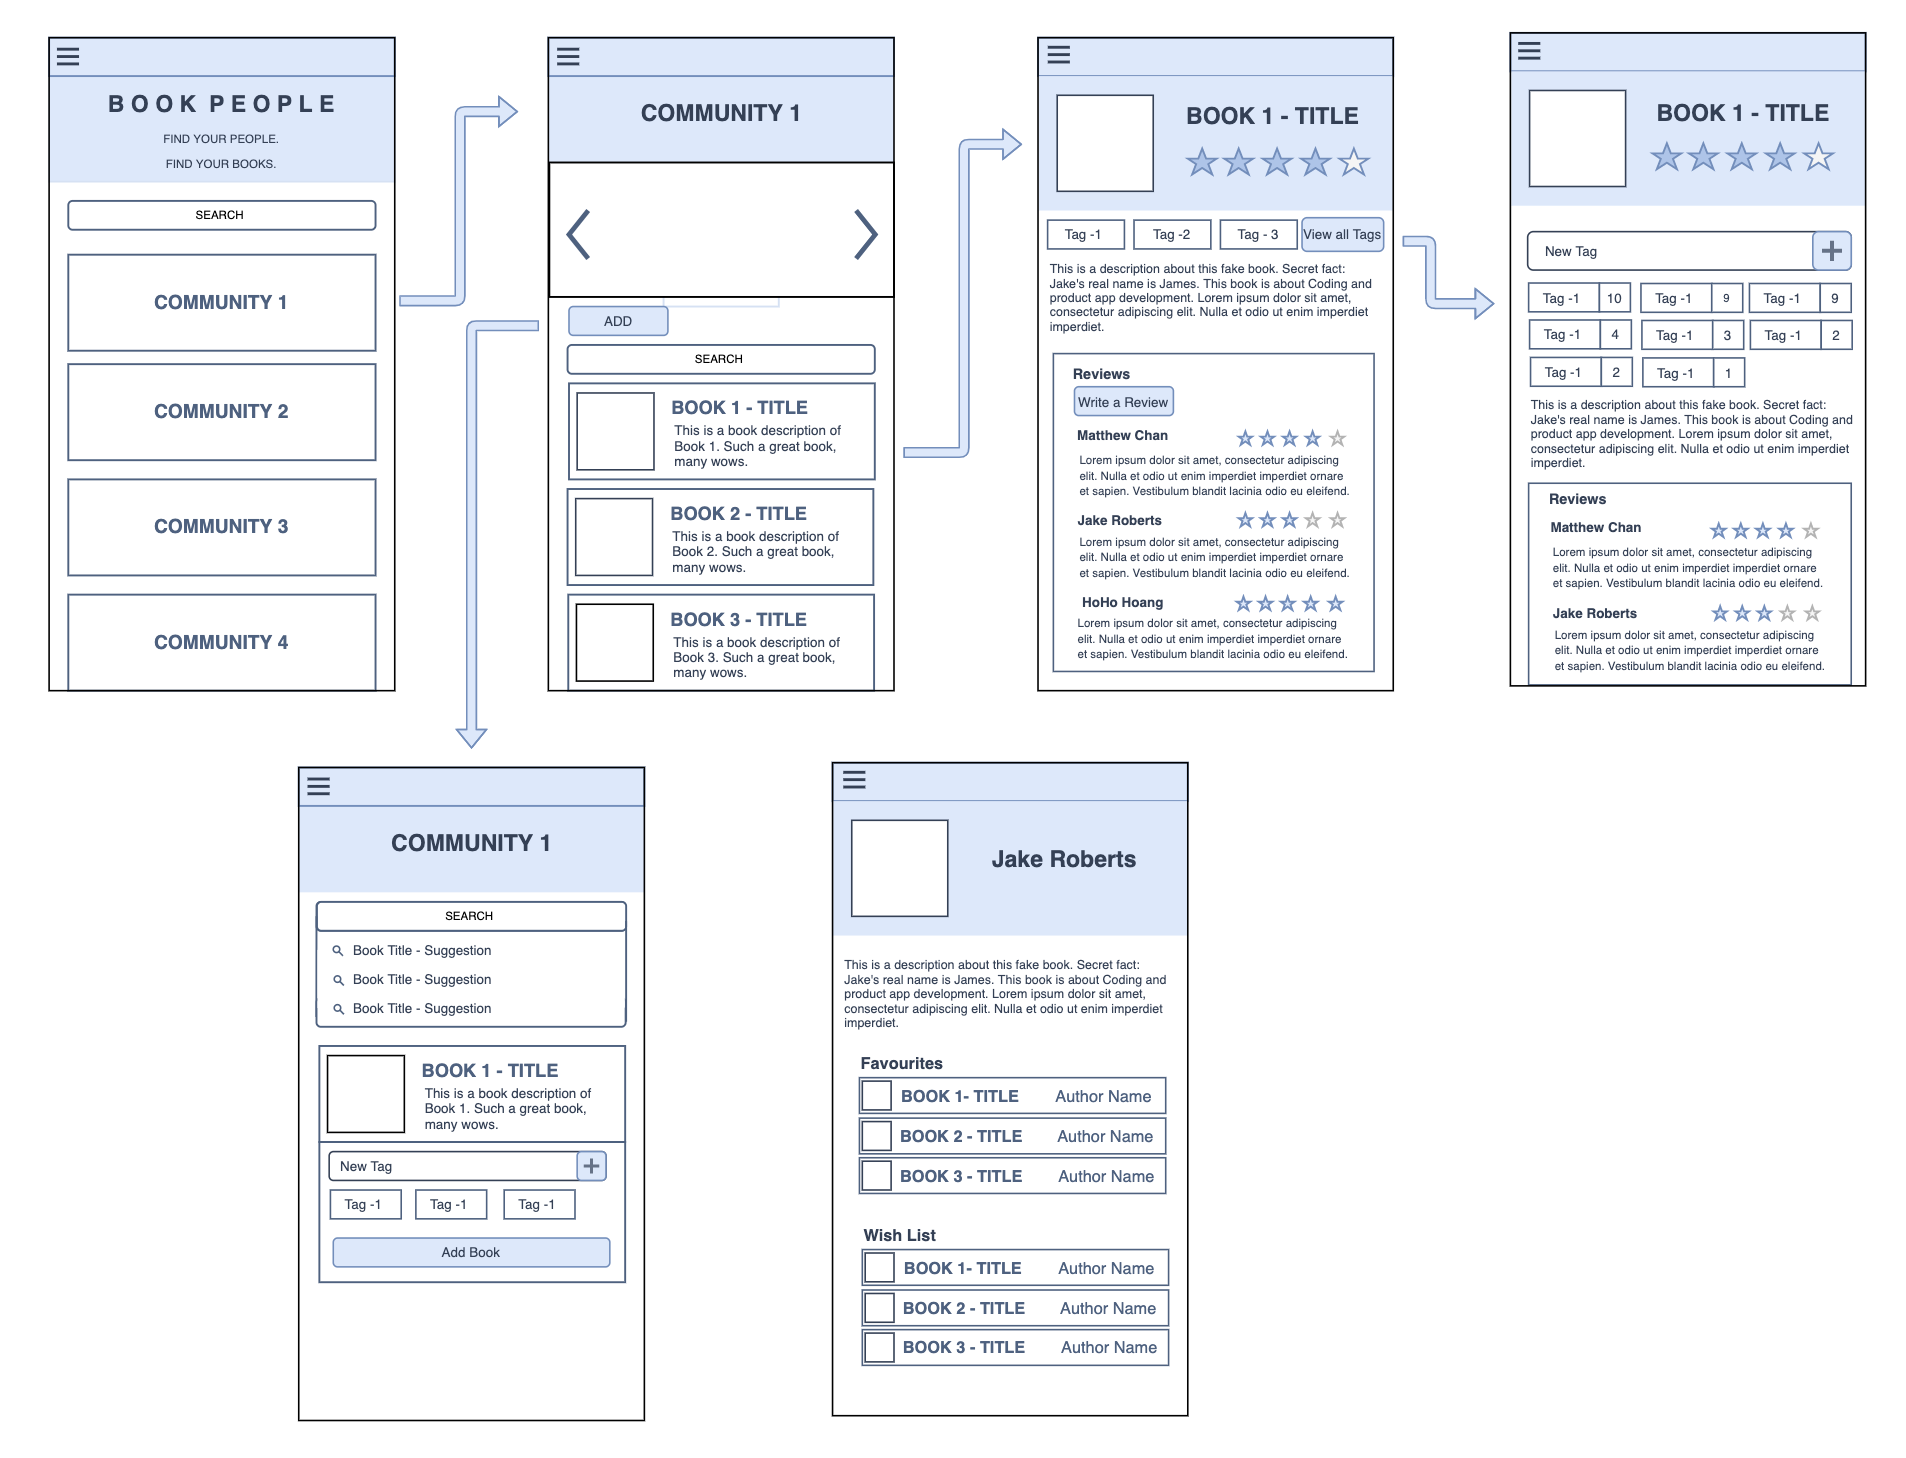 BOOK PEOPLE
FIND YOUR PEOPLE.
FIND YOUR BOOKS.
SEARCH
COMMUNITY 1
COMMUNITY 2
COMMUNITY 3
COMMUNITY 4
COMMUNITY 1
ADD
SEARCH
BOOK 1 - TITLE
This is a book description of
Book 1. Such a great book,
many wows.
BOOK 2 - TITLE
This is a book description of
Book 2. Such a great book,
many wows.
BOOK 3 - TITLE
This is a book description of
Book 3. Such a great book,
many wows.
BOOK 1 - TITLE
Tag -1 Tag -2 Tag - 3 View all Tags
This is a description about this fake book. Secret fact:
Jake's real name is James. This book is about Coding and
product app development. Lorem ipsum dolor sit amet,
consectetur adipiscing elit. Nulla et odio ut enim imperdiet
imperdiet.
Reviews
Write a Review
Matthew Chan
Lorem ipsum dolor sit amet, consectetur adipiscing
elit. Nulla et odio ut enim imperdiet imperdiet ornare
et sapien. Vestibulum blandit lacinia odio eu eleifend.
Jake Roberts
Lorem ipsum dolor sit amet, consectetur adipiscing
elit. Nulla et odio ut enim imperdiet imperdiet ornare
et sapien. Vestibulum blandit lacinia odio eu eleifend.
HoHo Hoang
Lorem ipsum dolor sit amet, consectetur adipiscing
elit. Nulla et odio ut enim imperdiet imperdiet ornare
et sapien. Vestibulum blandit lacinia odio eu eleifend.
BOOK 1 - TITLE
New Tag +
Tag -1 10 Tag -1 9 Tag -1 9
Tag -1 4 Tag -1 3 Tag -1 2
Tag -1 2 Tag -1 1
This is a description about this fake book. Secret fact:
Jake's real name is James. This book is about Coding and
product app development. Lorem ipsum dolor sit amet,
consectetur adipiscing elit. Nulla et odio ut enim imperdiet
imperdiet.
Reviews
Matthew Chan
Lorem ipsum dolor sit amet, consectetur adipiscing
elit. Nulla et odio ut enim imperdiet imperdiet ornare
et sapien. Vestibulum blandit lacinia odio eu eleifend.
Jake Roberts
Lorem ipsum dolor sit amet, consectetur adipiscing
elit. Nulla et odio ut enim imperdiet imperdiet ornare
et sapien. Vestibulum blandit lacinia odio eu eleifend.
COMMUNITY 1
SEARCH
Book Title - Suggestion
Book Title - Suggestion
Book Title - Suggestion
BOOK 1 - TITLE
This is a book description of
Book 1. Such a great book,
many wows.
New Tag +
Tag -1 Tag -1 Tag -1
Add Book
Jake Roberts
This is a description about this fake book. Secret fact:
Jake's real name is James. This book is about Coding and
product app development. Lorem ipsum dolor sit amet,
consectetur adipiscing elit. Nulla et odio ut enim imperdiet
imperdiet.
Favourites
BOOK 1- TITLE Author Name
BOOK 2 - TITLE Author Name
BOOK 3 - TITLE Author Name
Wish List
BOOK 1- TITLE Author Name
BOOK 2 - TITLE Author Name
BOOK 3 - TITLE Author Name